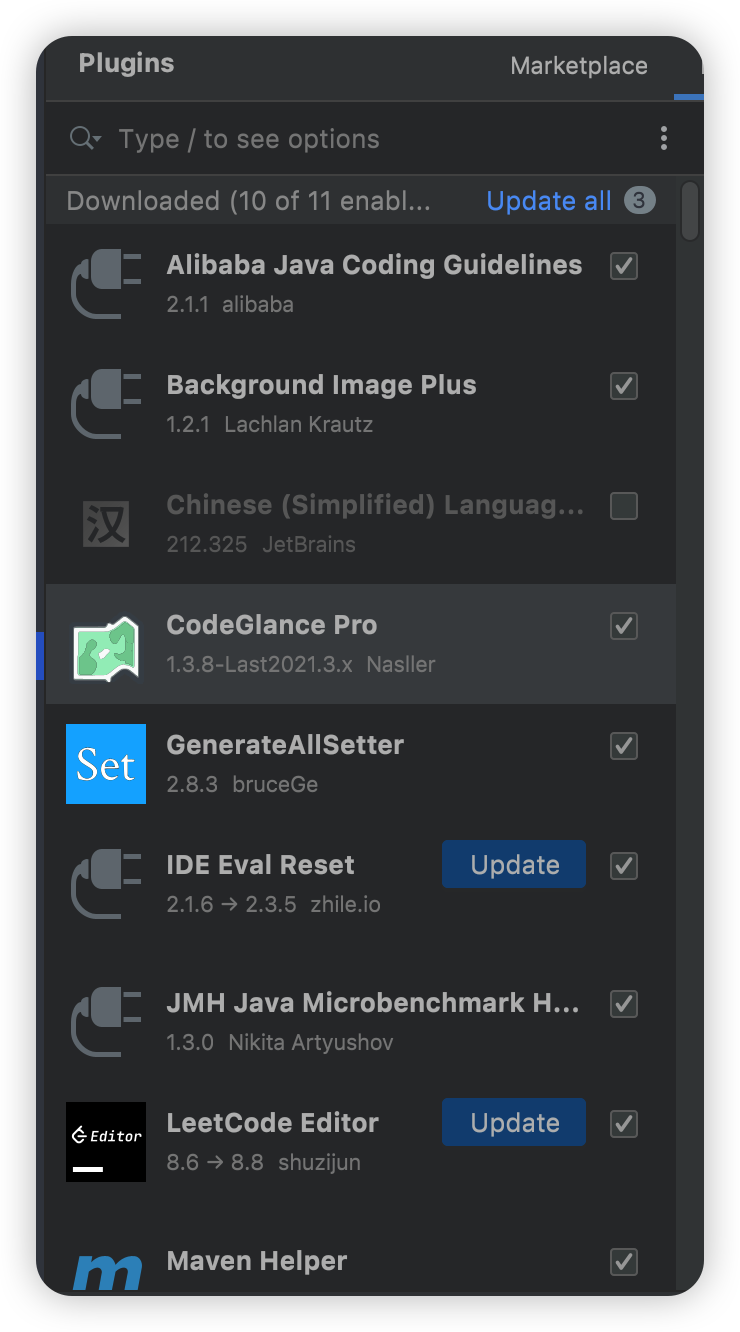 Plugins Marketplace
Type / to see options
Downloaded (10 of 11 enabl... Update all 3
Alibaba Java Coding Guidelines
2.1.1 alibaba
Background Image Plus
1.2.1 Lachlan Krautz
汉
Chinese (Simplified) Languag...
212.325 JetBrains
CodeGlance Pro
1.3.8-Last2021.3.x Nasller
Set
GenerateAllSetter
2.8.3 bruceGe
IDE Eval Reset Update
2.1.6 → 2.3.5 zhile.io
JMH Java Microbenchmark H...
1.3.0 Nikita Artyushov
Editor
LeetCode Editor Update
8.6 → 8.8 shuzijun
m
Maven Helper